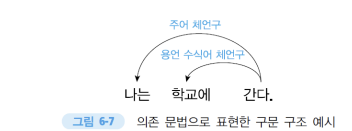 주어 체언구
용언 수식어 체언구
나는 학교에 간다.
그림 6-7 의존 문법으로 표현한 구문 구조 예시